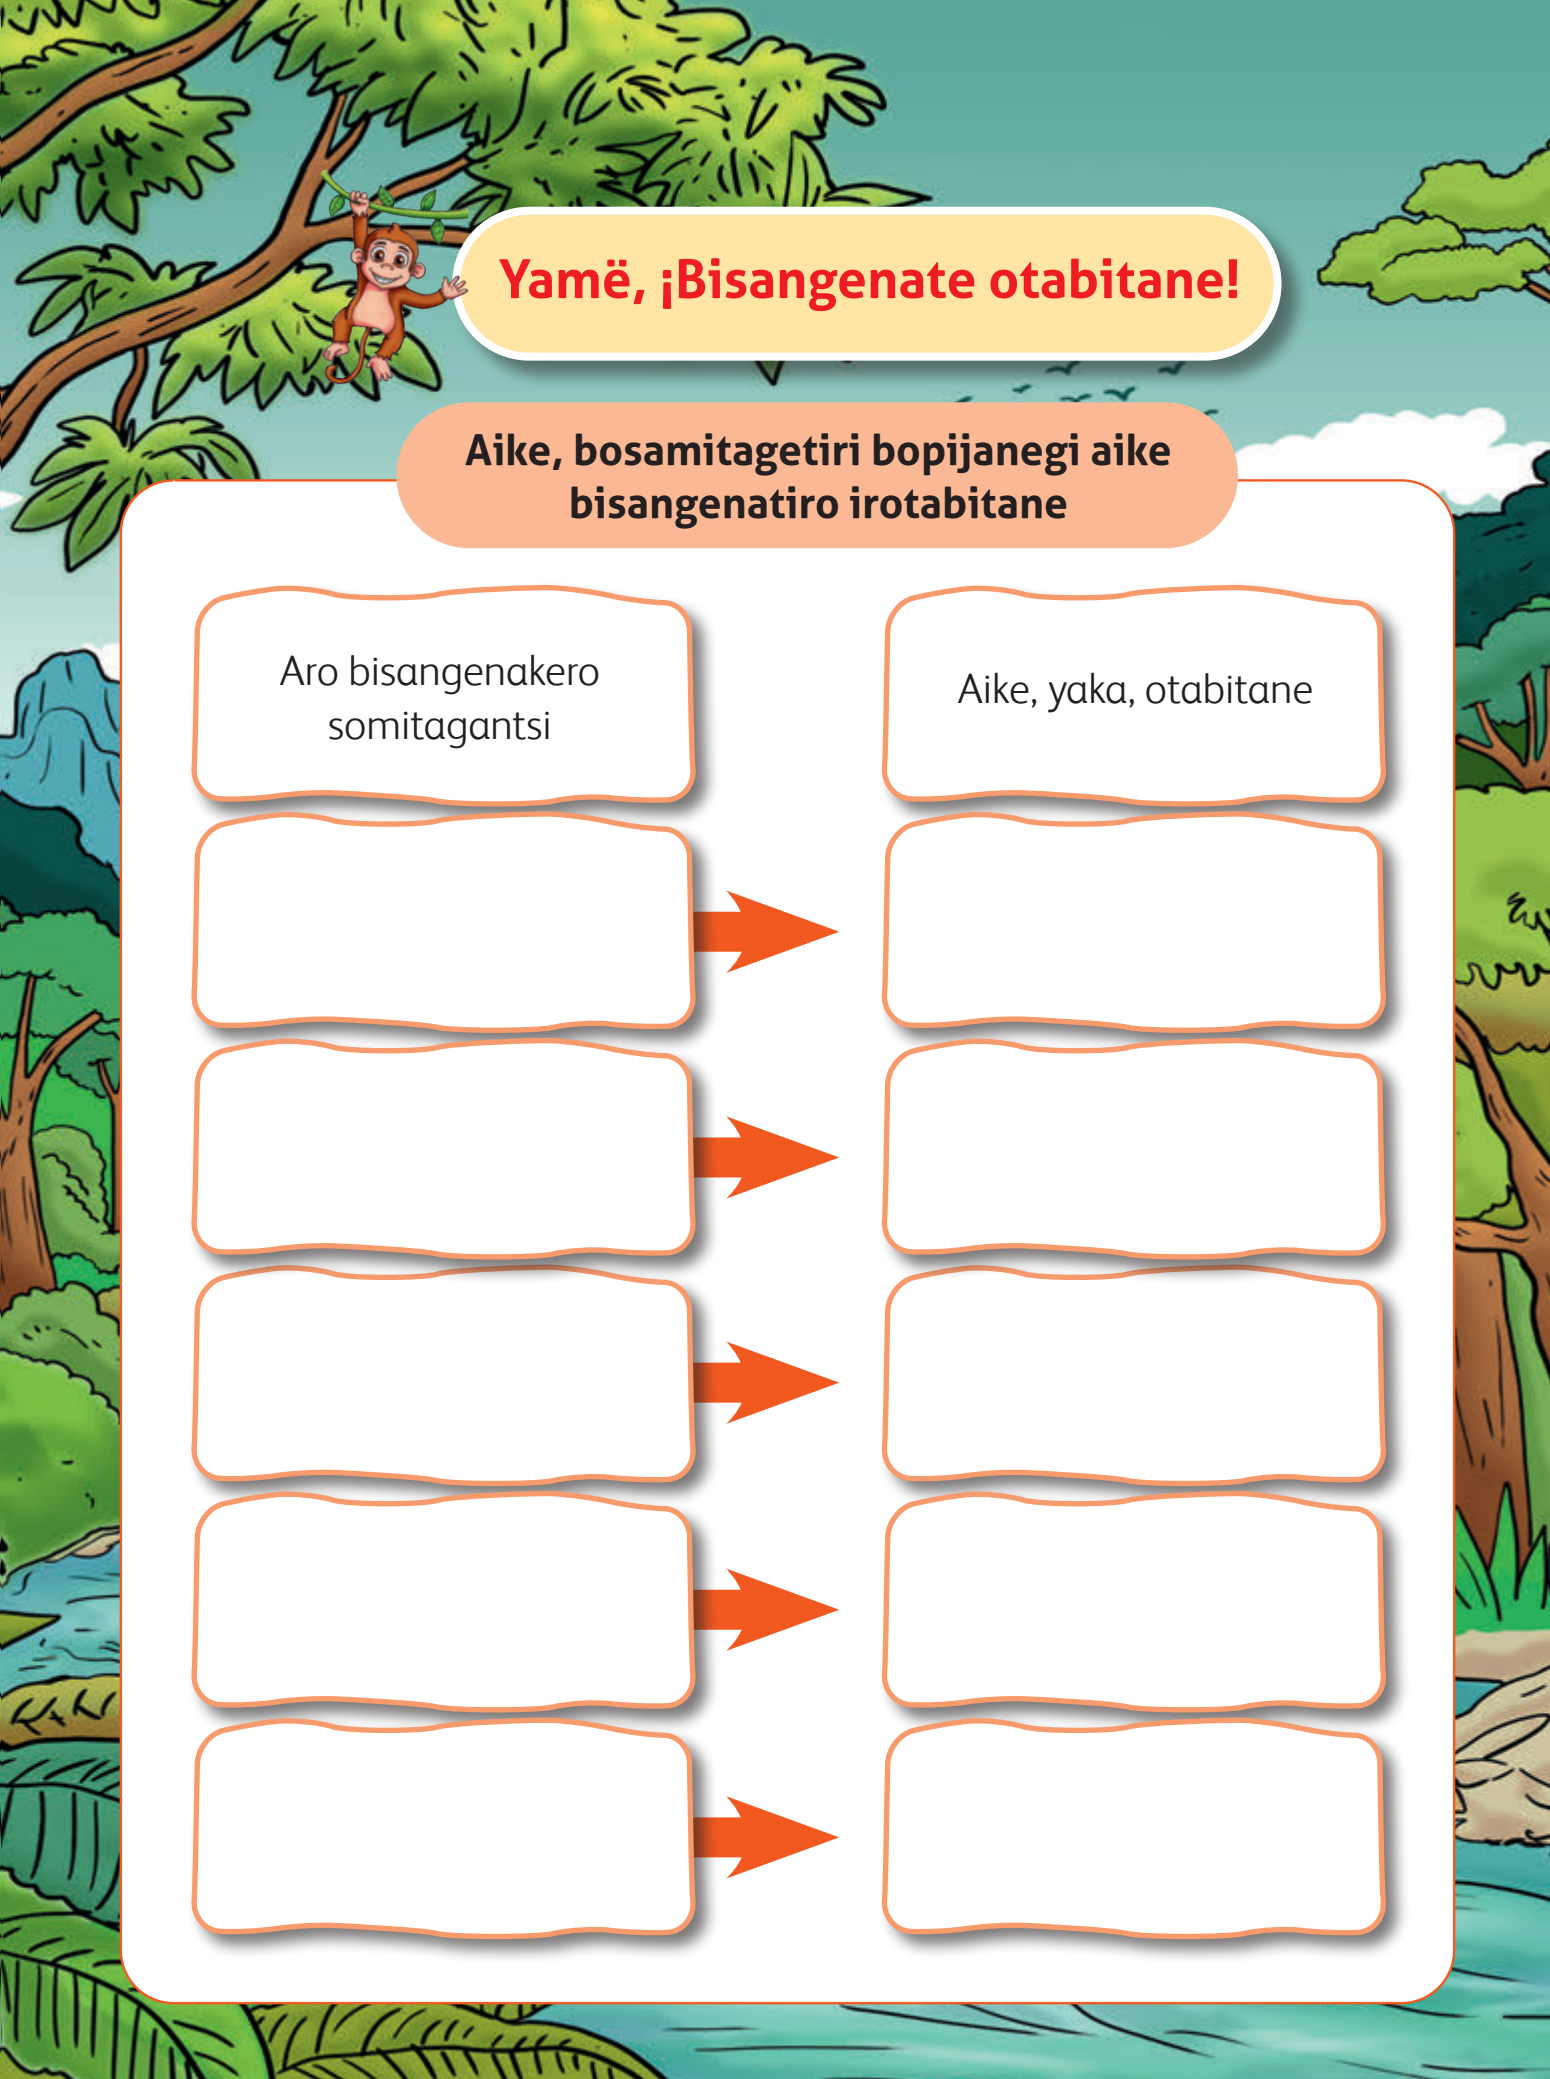 Yamë, ¡Bisangenate otabitane!
Aike, bosamitagetiri bopijanegi aike
bisangenatiro irotabitane
Aro bisangenakero
somitagantsi
Aike, yaka, otabitane